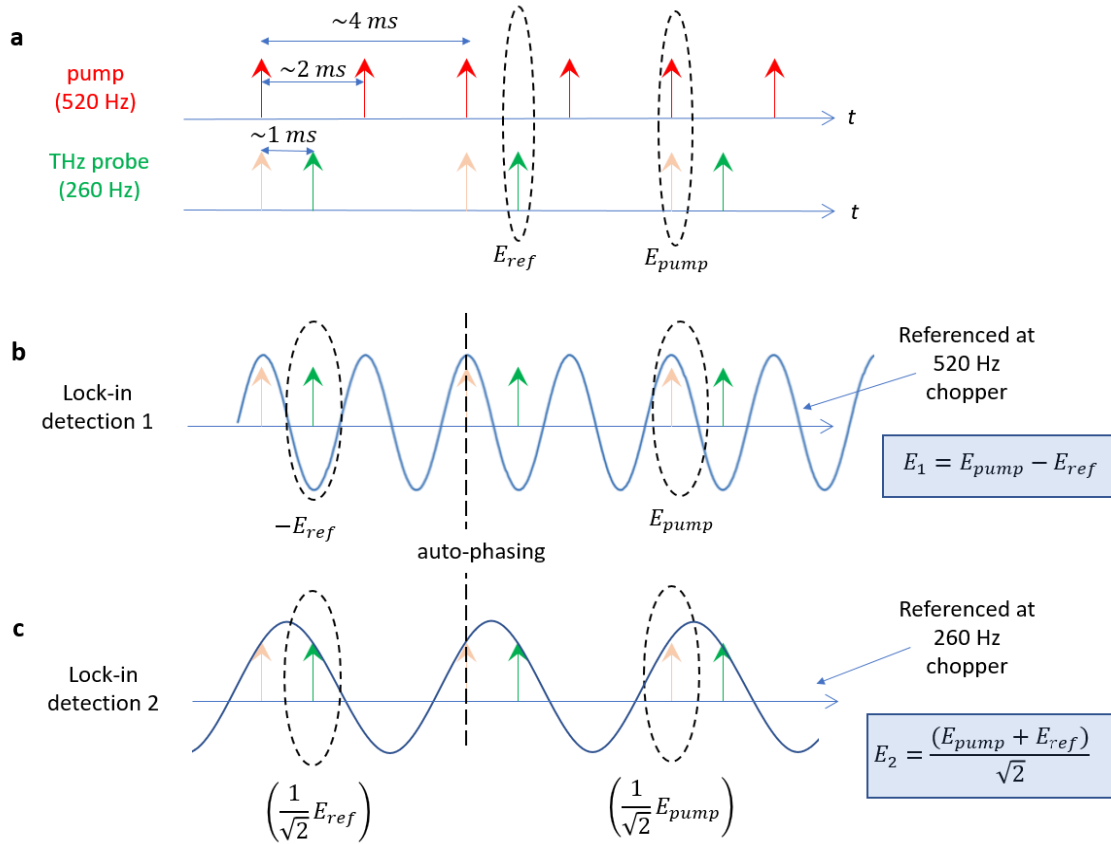 a
~4 ms
pump
(520 Hz)
~2 ms
t
~1 ms
THz probe
(260 Hz)
t
E_ref
E_pump
b
Lock-in
detection 1
Referenced at
520 Hz
chopper
E_1 = E_pump − E_ref
−E_ref
E_pump
auto-phasing
c
Lock-in
detection 2
Referenced at
260 Hz
chopper
E_2 = (E_pump + E_ref)/√2
(1/√2 E_ref)
(1/√2 E_pump)